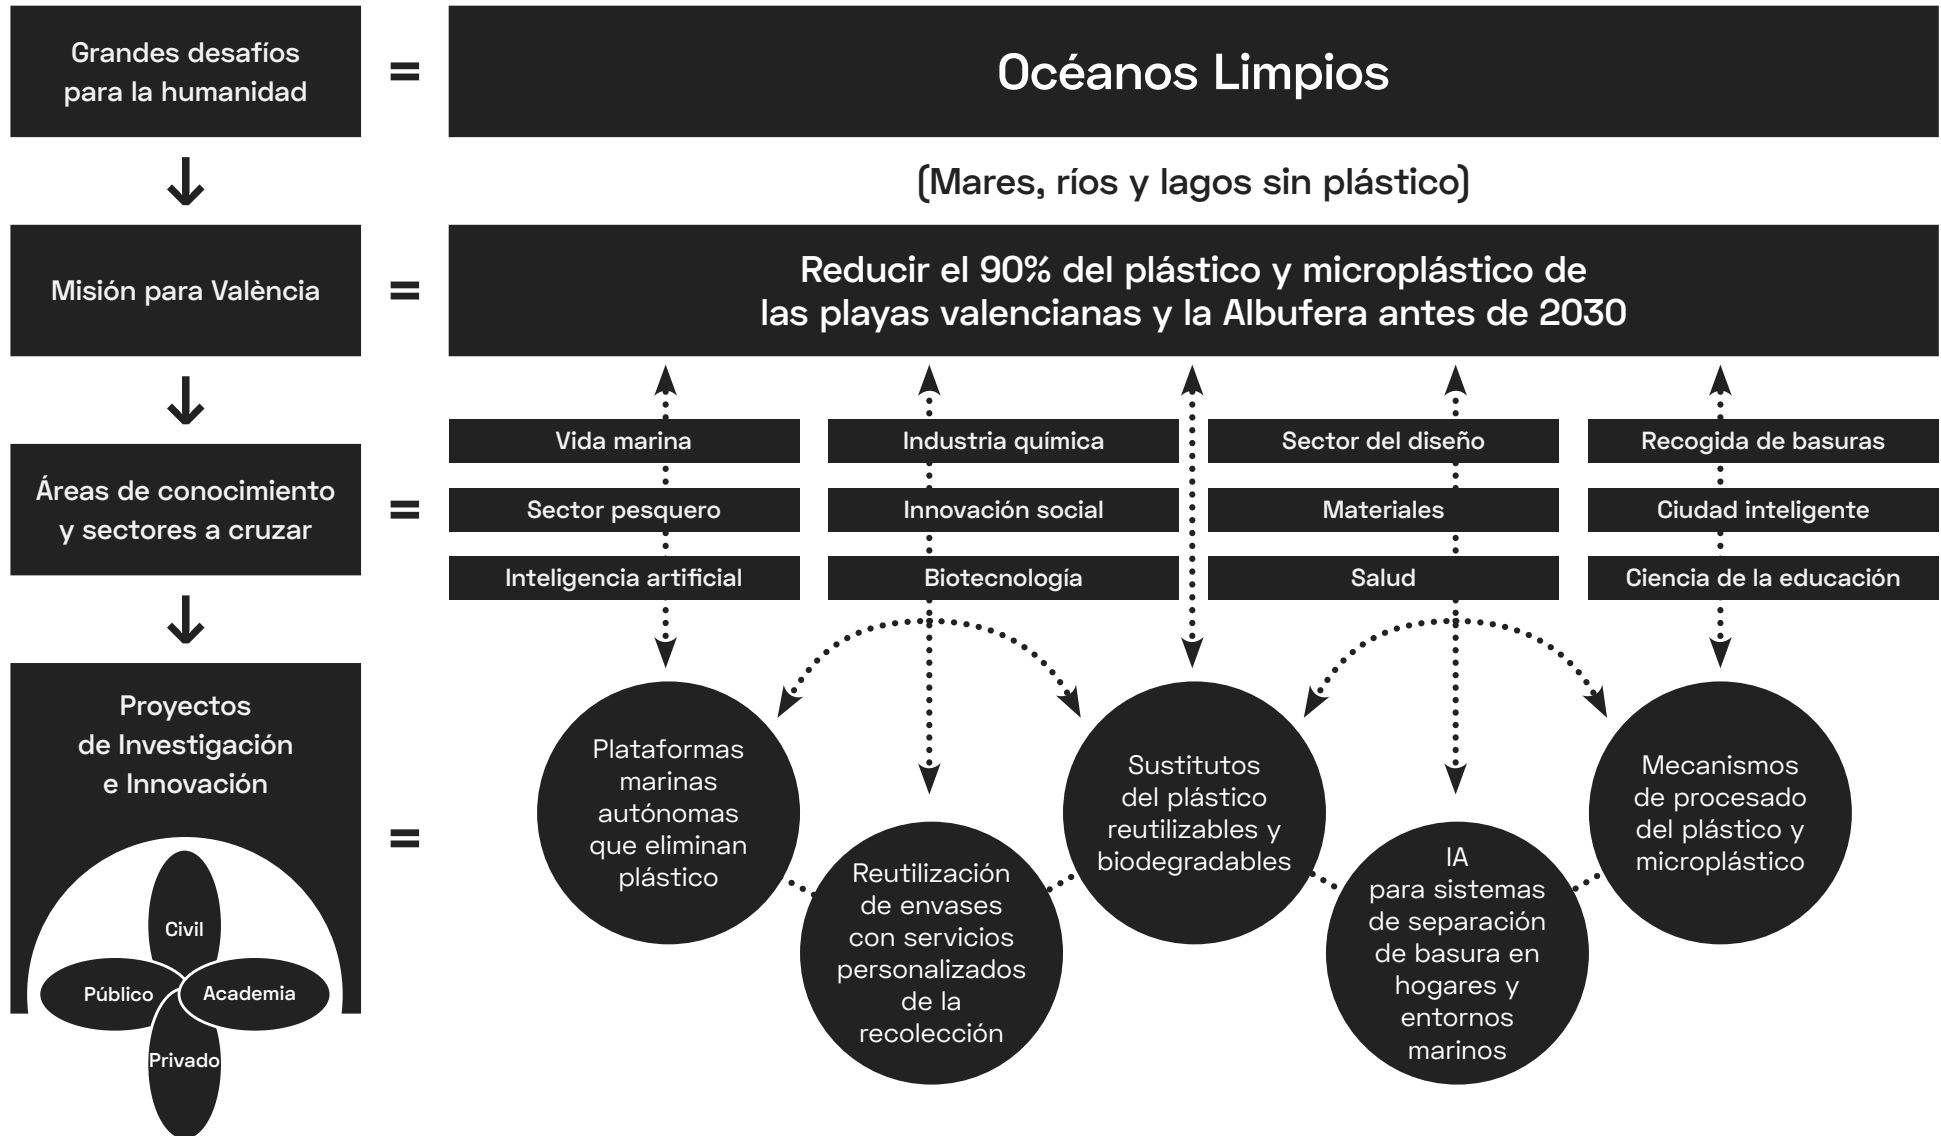 Grandes desafíos
para la humanidad
=
Océanos Limpios
(Mares, ríos y lagos sin plástico)
Misión para València
=
Reducir el 90% del plástico y microplástico de
las playas valencianas y la Albufera antes de 2030
Áreas de conocimiento
y sectores a cruzar
=
Vida marina
Industria química
Sector del diseño
Recogida de basuras
Sector pesquero
Innovación social
Materiales
Ciudad inteligente
Inteligencia artificial
Biotecnología
Salud
Ciencia de la educación
Proyectos
de Investigación
e Innovación
Civil
Público
Academia
Privado
=
Plataformas
marinas
autónomas
que eliminan
plástico
Reutilización
de envases
con servicios
personalizados
de la
recolección
Sustitutos
del plástico
reutilizables y
biodegradables
IA
para sistemas
de separación
de basura en
hogares y
entornos
marinos
Mecanismos
de procesado
del plástico y
microplástico